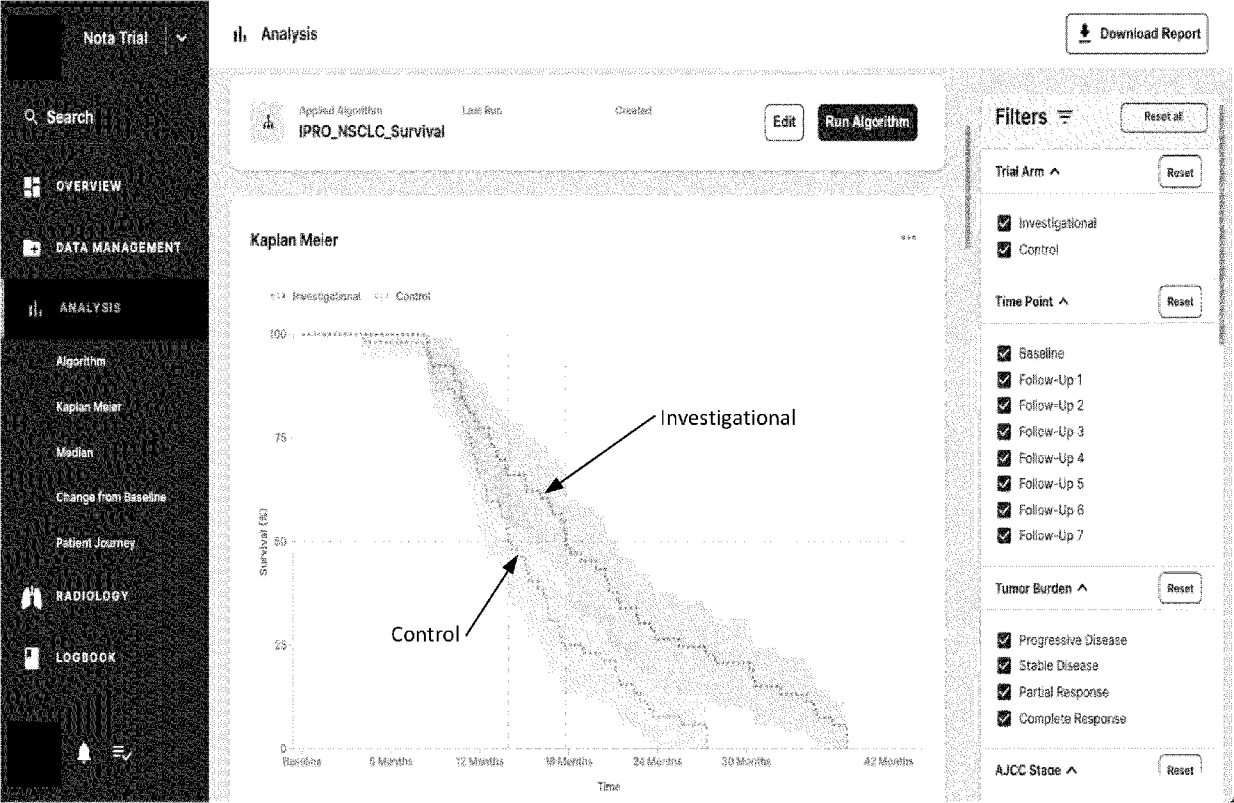 Nota Trial
Search
OVERVIEW
DATA MANAGEMENT
ANALYSIS
Algorithm
Kaplan Meier
Median
Change from Baseline
Patient Journey
RADIOLOGY
LOGBOOK
Analysis
Download Report
Applied Algorithm
Last Run
Created
IPRO_NSCLC_Survival
Edit
Run Algorithm
Kaplan Meier
Investigational
Control
100
75
50
25
0
Survival (%)
Investigational
Control
Baseline
6 Months
12 Months
18 Months
24 Months
30 Months
42 Months
Time
Filters
Reset all
Trial Arm
Reset
Investigational
Control
Time Point
Reset
Baseline
Follow-Up 1
Follow-Up 2
Follow-Up 3
Follow-Up 4
Follow-Up 5
Follow-Up 6
Follow-Up 7
Tumor Burden
Reset
Progressive Disease
Stable Disease
Partial Response
Complete Response
AJCC Stage
Reset